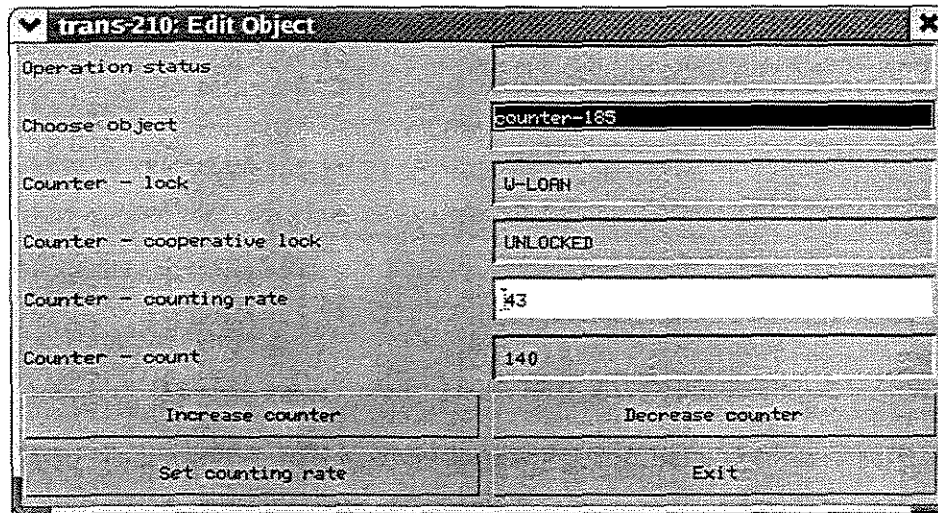 trans-210: Edit Object
Operation status
Choose object counter-185
Counter - lock W-LOAN
Counter - cooperative lock UNLOCKED
Counter - counting rate 43
Counter - count 140
Increase counter Decrease counter
Set counting rate Exit